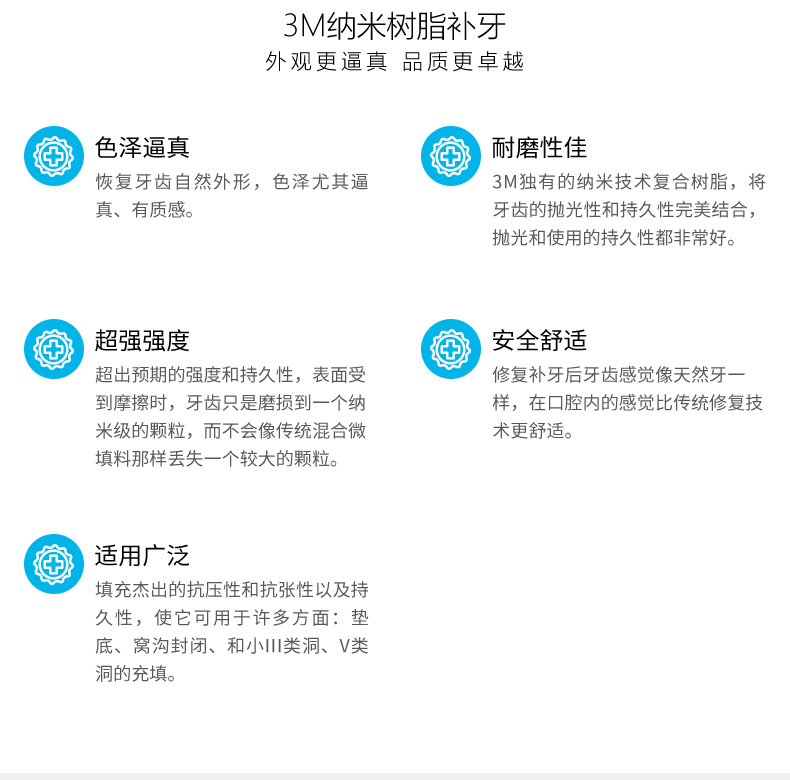 3M纳米树脂补牙
外观更逼真 品质更卓越
色泽逼真
恢复牙齿自然外形，色泽尤其逼
真、有质感。
耐磨性佳
3M独有的纳米技术复合树脂，将
牙齿的抛光性和持久性完美结合，
抛光和使用的持久性都非常好。
超强强度
超出预期的强度和持久性，表面受
到摩擦时，牙齿只是磨损到一个纳
米级的颗粒，而不会像传统混合微
填料那样丢失一个较大的颗粒。
安全舒适
修复补牙后牙齿感觉像天然牙一
样，在口腔内的感觉比传统修复技
术更舒适。
适用广泛
填充杰出的抗压性和抗张性以及持
久性，使它可用于许多方面：垫
底、窝沟封闭、和小III类洞、V类
洞的充填。